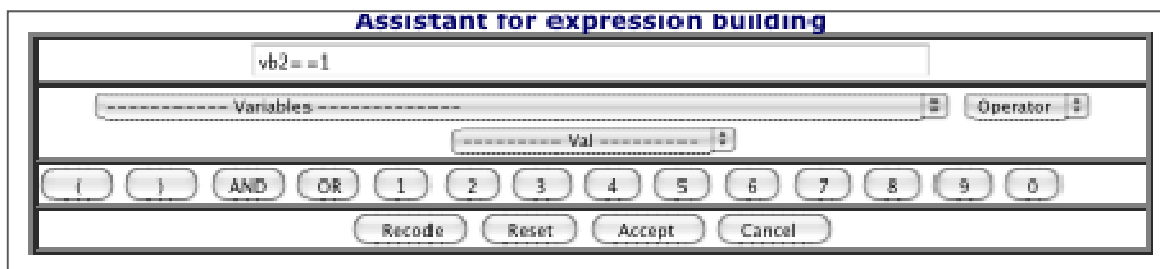 Assistant for expression building
vb2==1
----------- Variables ------------- Operator
--------- Val ---------
( ) AND OR 1 2 3 4 5 6 7 8 9 0
Recode Reset Accept Cancel